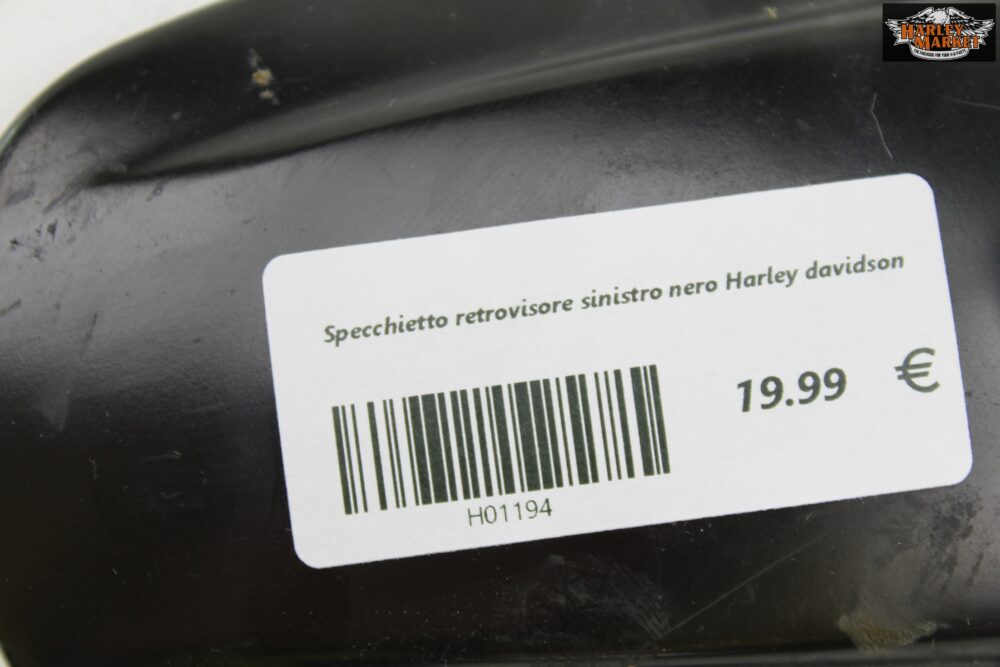 HARLEY
MARKET
Specchietto retrovisore sinistro nero Harley davidson
19.99 €
H01194